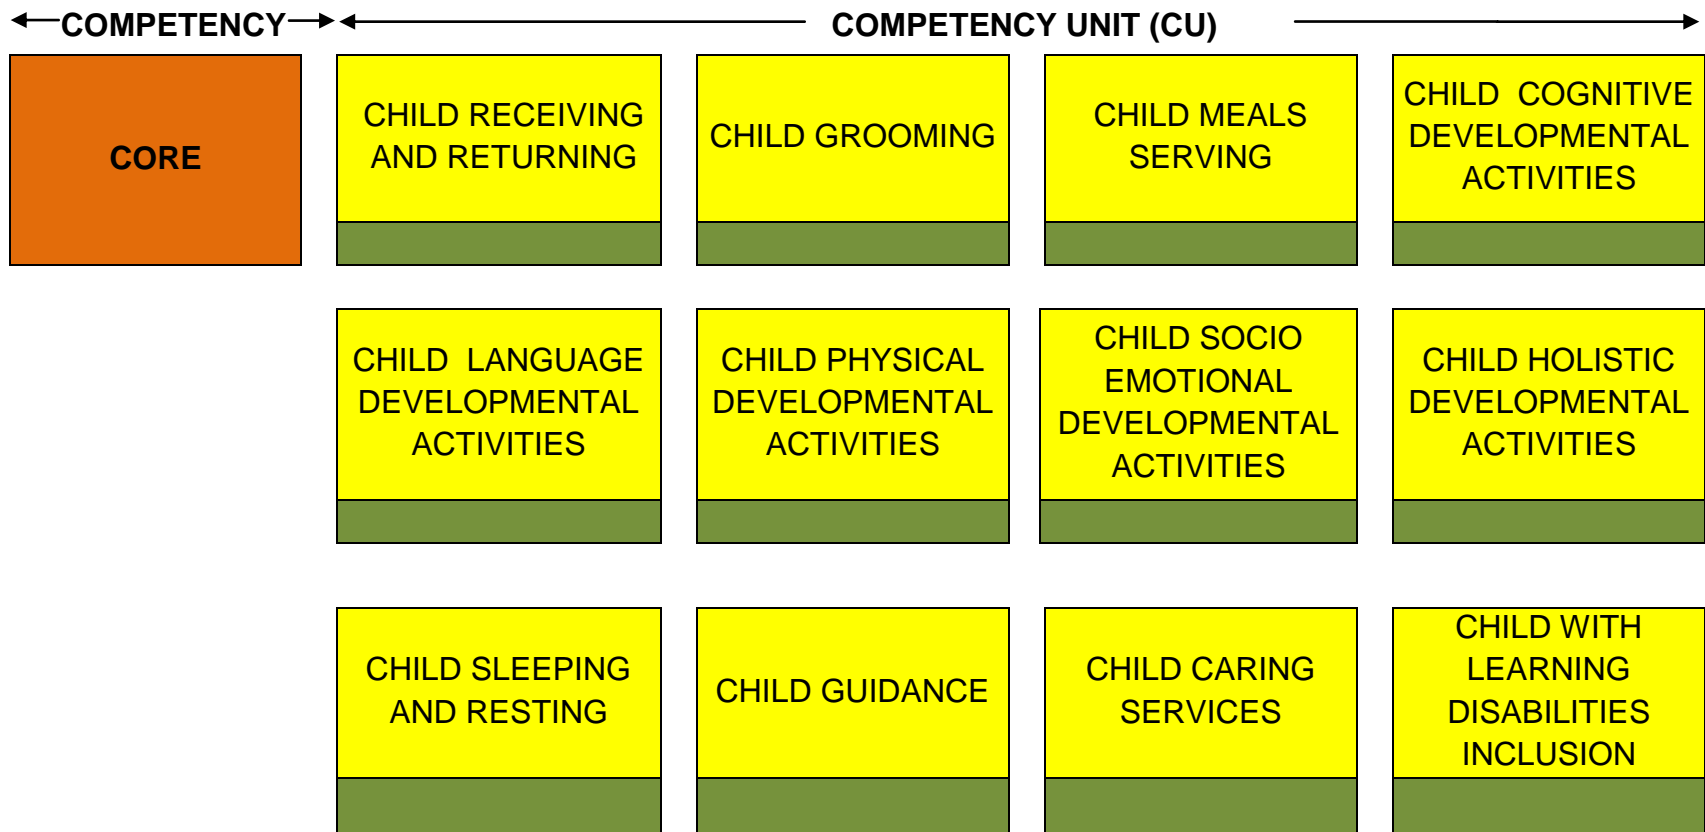 COMPETENCY
COMPETENCY UNIT (CU)
CORE
CHILD RECEIVING
AND RETURNING
CHILD GROOMING
CHILD MEALS
SERVING
CHILD COGNITIVE
DEVELOPMENTAL
ACTIVITIES
CHILD LANGUAGE
DEVELOPMENTAL
ACTIVITIES
CHILD PHYSICAL
DEVELOPMENTAL
ACTIVITIES
CHILD SOCIO
EMOTIONAL
DEVELOPMENTAL
ACTIVITIES
CHILD HOLISTIC
DEVELOPMENTAL
ACTIVITIES
CHILD SLEEPING
AND RESTING
CHILD GUIDANCE
CHILD CARING
SERVICES
CHILD WITH
LEARNING
DISABILITIES
INCLUSION